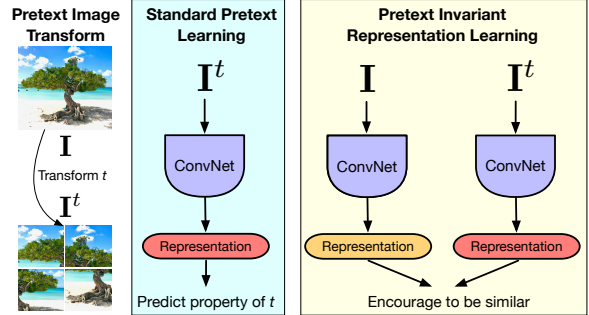 Pretext Image
Transform
I
Transform t
I^t
Standard Pretext
Learning
I^t
ConvNet
Representation
Predict property of t
Pretext Invariant
Representation Learning
I
I^t
ConvNet
ConvNet
Representation
Representation
Encourage to be similar